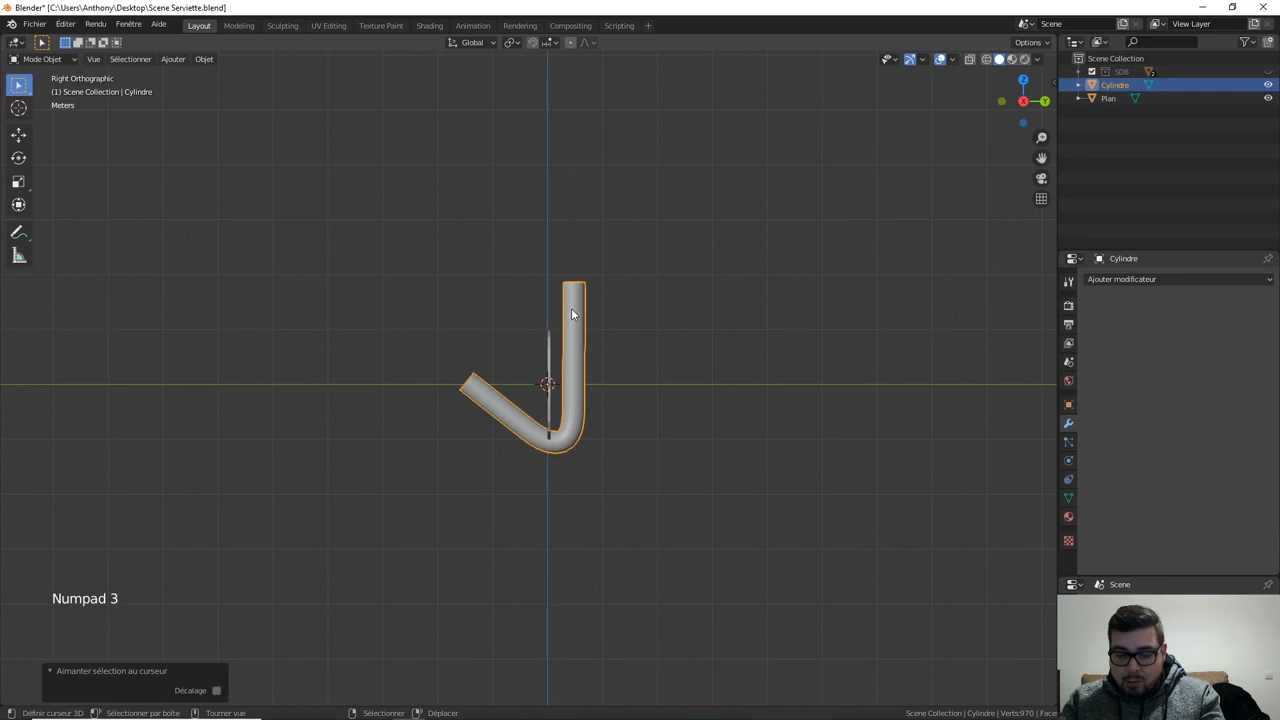 Blender* [C:\Users\Anthony\Desktop\Scene Serviette.blend]
Fichier Éditer Rendu Fenêtre Aide Layout Modeling Sculpting UV Editing Texture Paint Shading Animation Rendering Compositing Scripting + Scene View Layer
Global Options
Mode Objet Vue Sélectionner Ajouter Objet
Right Orthographic
(1) Scene Collection | Cylindre
Meters
Z
X
Y
Scene Collection
SDB
2
Cylindre
Plan
Cylindre
Ajouter modificateur
Scene
Numpad 3
Aimanter sélection au curseur
Décalage
Définir curseur 3D Sélectionner par boîte Tourner vue Sélectionner Déplacer Scene Collection | Cylindre | Verts:970 | Face